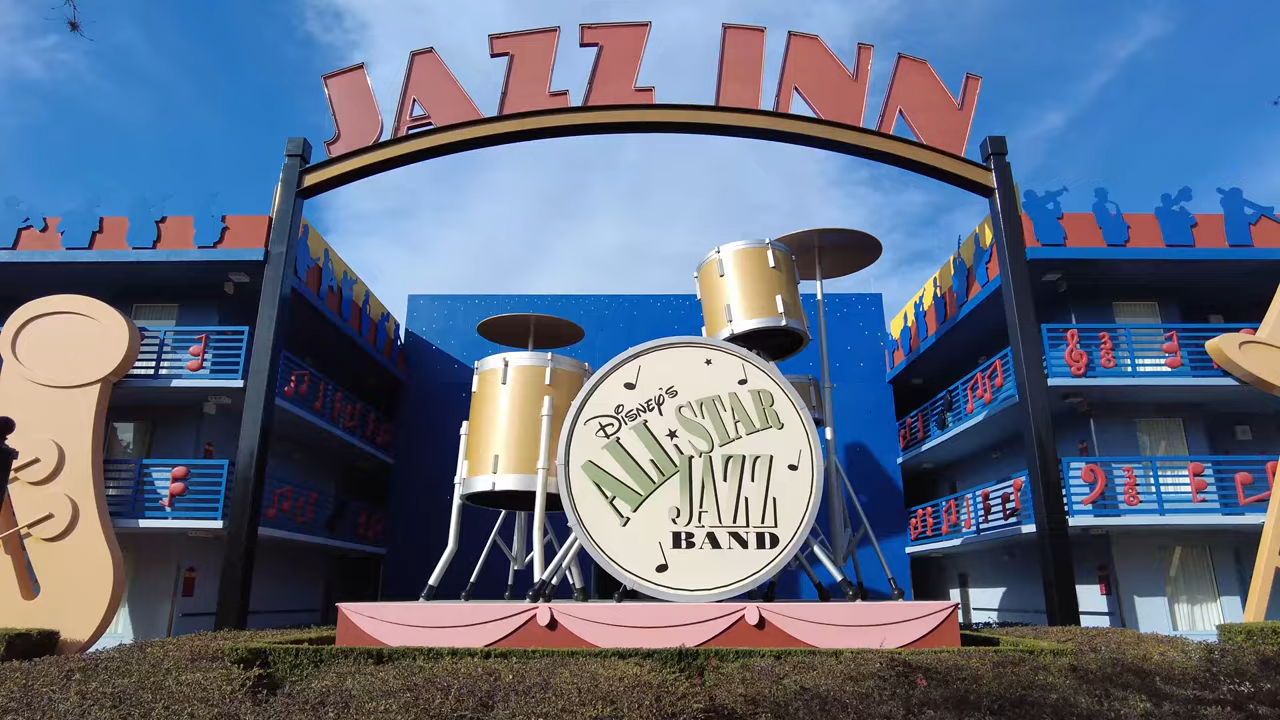 JAZZ INN
Disney's
ALL STAR
JAZZ
BAND